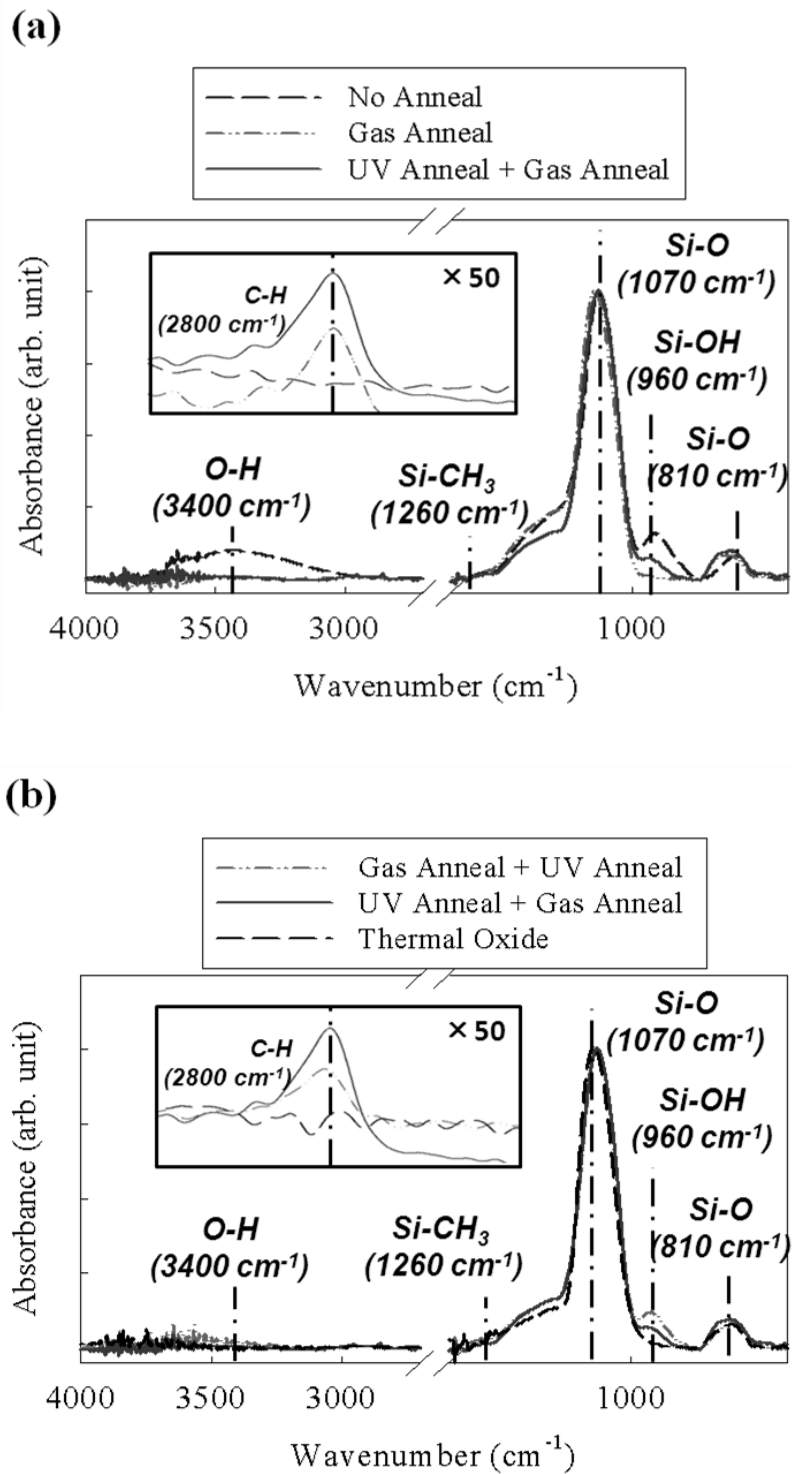 (a)
No Anneal
Gas Anneal
UV Anneal + Gas Anneal
Si-O
(1070 cm-1)
× 50
C-H
(2800 cm-1)
Si-OH
(960 cm-1)
Si-O
(810 cm-1)
O-H
(3400 cm-1)
Si-CH3
(1260 cm-1)
Absorbance (arb. unit)
4000 3500 3000 1000
Wavenumber (cm-1)
(b)
Gas Anneal + UV Anneal
UV Anneal + Gas Anneal
Thermal Oxide
Si-O
(1070 cm-1)
× 50
C-H
(2800 cm-1)
Si-OH
(960 cm-1)
Si-O
(810 cm-1)
O-H
(3400 cm-1)
Si-CH3
(1260 cm-1)
Absorbance (arb. unit)
4000 3500 3000 1000
Wavenumber (cm-1)